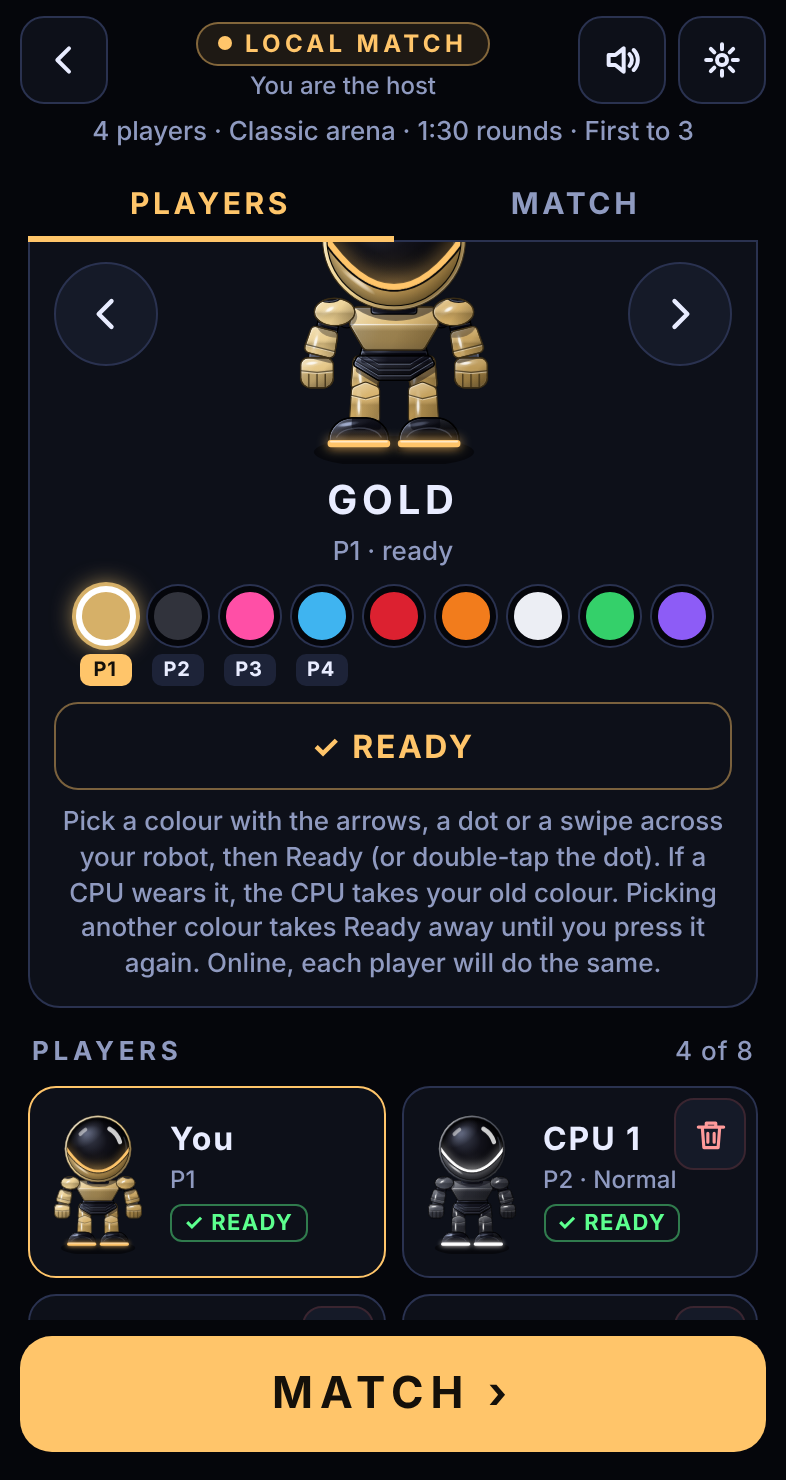 LOCAL MATCH
You are the host
4 players · Classic arena · 1:30 rounds · First to 3
PLAYERS
MATCH
GOLD
P1 · ready
P1
P2
P3
P4
✓ READY
Pick a colour with the arrows, a dot or a swipe across
your robot, then Ready (or double-tap the dot). If a
CPU wears it, the CPU takes your old colour. Picking
another colour takes Ready away until you press it
again. Online, each player will do the same.
PLAYERS
4 of 8
You
P1
✓ READY
CPU 1
P2 · Normal
✓ READY
MATCH ›